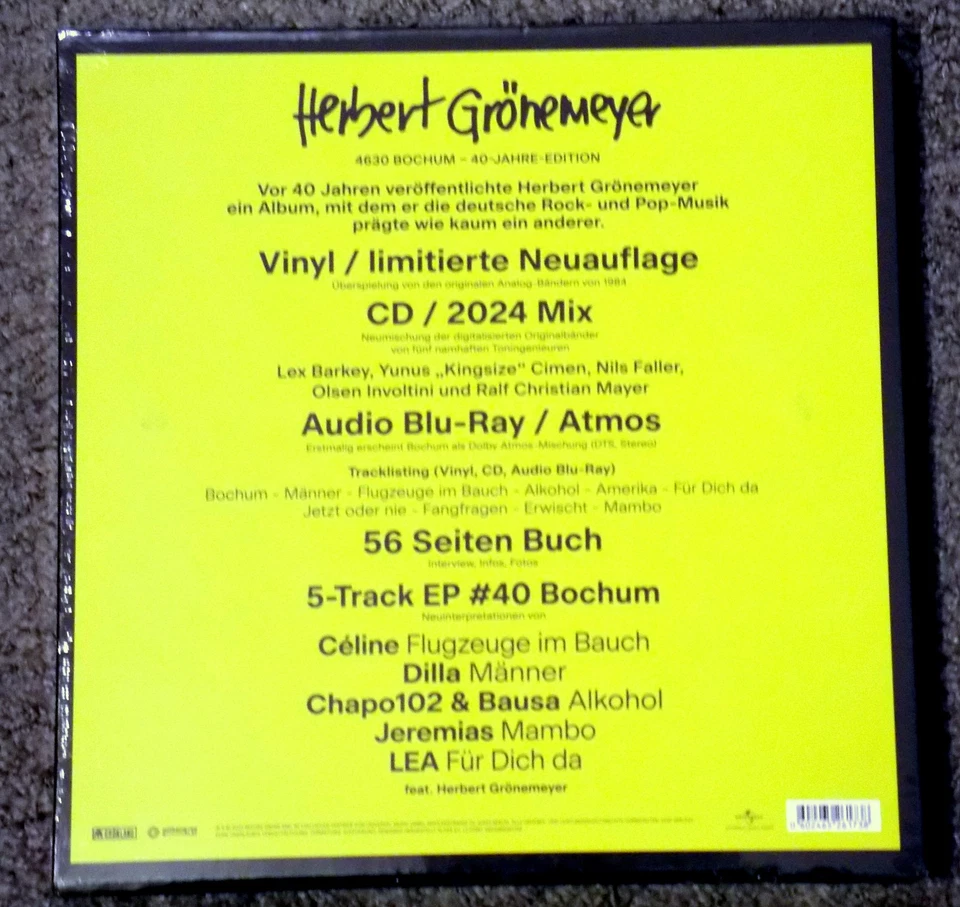 Herbert Grönemeyer
4630 BOCHUM – 40-JAHRE-EDITION
Vor 40 Jahren veröffentlichte Herbert Grönemeyer
ein Album, mit dem er die deutsche Rock- und Pop-Musik
prägte wie kaum ein anderer.
Vinyl / limitierte Neuauflage
Überspielung von den originalen Analog-Bändern von 1984
CD / 2024 Mix
Neumischung der digitalisierten Originalbänder
von fünf namhaften Toningenieuren
Lex Barkey, Yunus „Kingsize“ Cimen, Nils Faller,
Olsen Involtini und Ralf Christian Mayer
Audio Blu-Ray / Atmos
Erstmalig erscheint Bochum als Dolby Atmos-Mischung (DTS, Stereo)
Tracklisting (Vinyl, CD, Audio Blu-Ray)
Bochum - Männer - Flugzeuge im Bauch - Alkohol - Amerika - Für Dich da
Jetzt oder nie - Fangfragen - Erwischt - Mambo
56 Seiten Buch
Interview, Infos, Fotos
5-Track EP #40 Bochum
Neuinterpretationen von
Céline Flugzeuge im Bauch
Dilla Männer
Chapo102 & Bausa Alkohol
Jeremias Mambo
LEA Für Dich da
feat. Herbert Grönemeyer